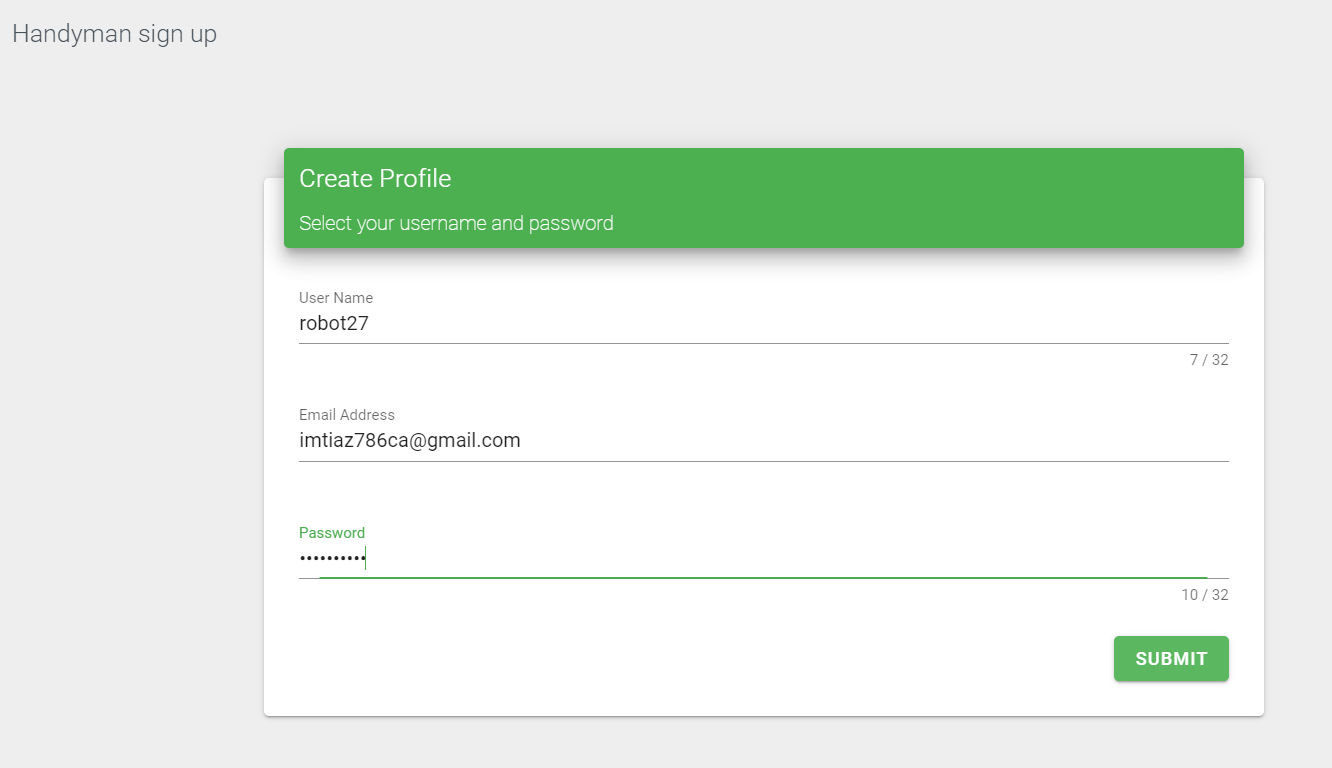 Handyman sign up
Create Profile
Select your username and password
User Name
robot27
7 / 32
Email Address
imtiaz786ca@gmail.com
Password
••••••••••
10 / 32
SUBMIT